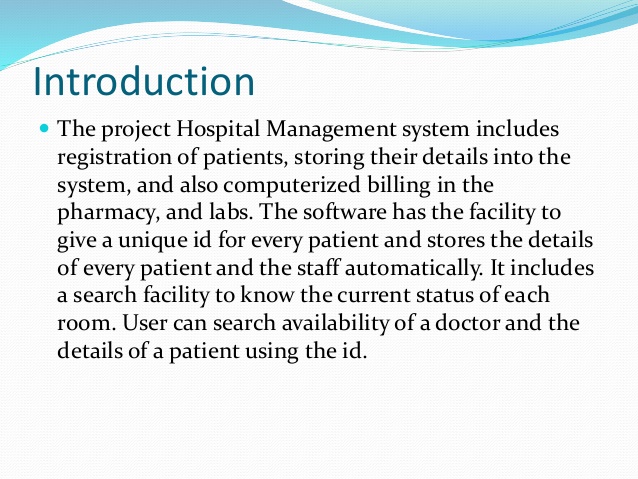 Introduction
• The project Hospital Management system includes
registration of patients, storing their details into the
system, and also computerized billing in the
pharmacy, and labs. The software has the facility to
give a unique id for every patient and stores the details
of every patient and the staff automatically. It includes
a search facility to know the current status of each
room. User can search availability of a doctor and the
details of a patient using the id.